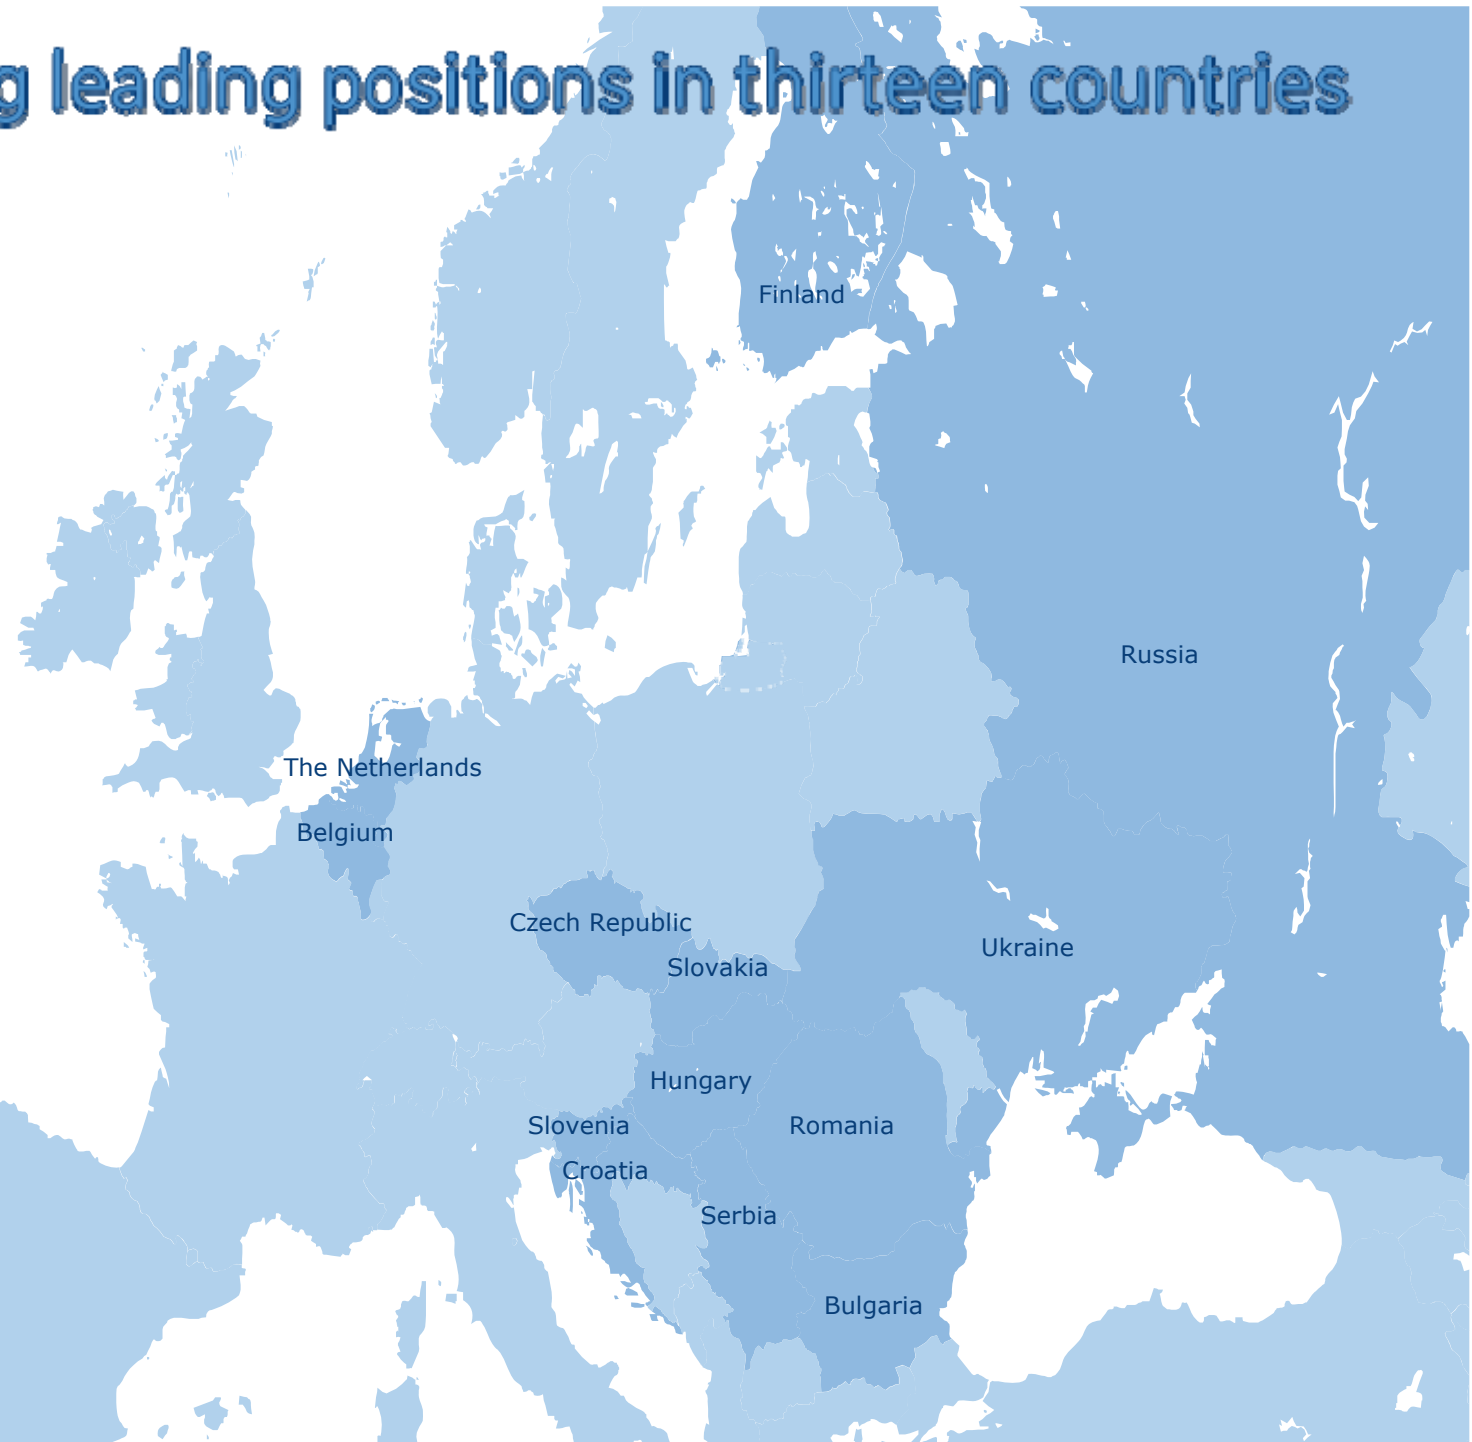 g leading positions in thirteen countries
Finland
Russia
The Netherlands
Belgium
Czech Republic
Slovakia
Ukraine
Hungary
Slovenia
Romania
Croatia
Serbia
Bulgaria